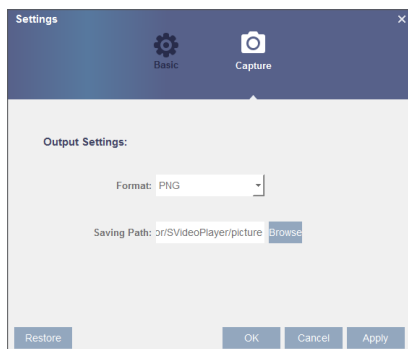 Settings
Basic
Capture
Output Settings:
Format: PNG
Saving Path: or/SVideoPlayer/picture Browse
Restore OK Cancel Apply